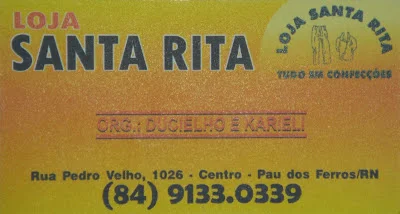 LOJA
SANTA RITA
LOJA SANTA RITA
TUDO EM CONFECÇÕES
ORG.: DUCIELHO E KARIELI
Rua Pedro Velho, 1026 - Centro - Pau dos Ferros/RN
(84) 9133.0339